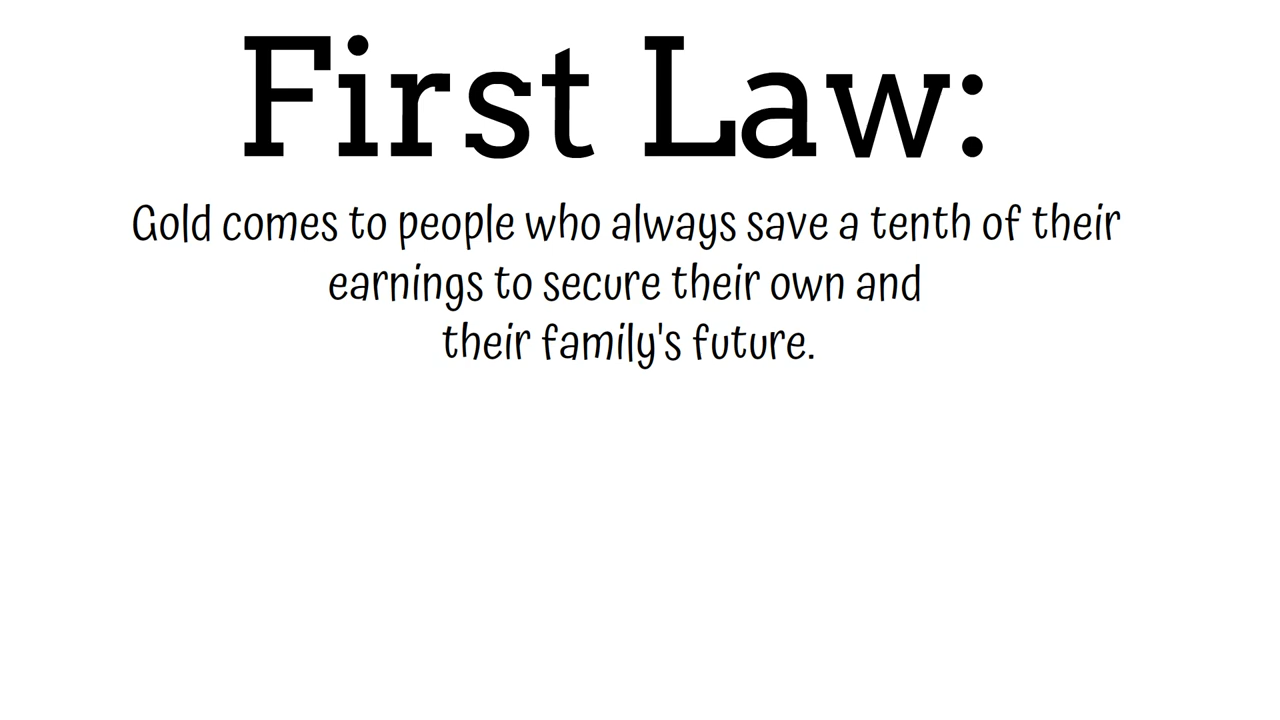 First Law:
Gold comes to people who always save a tenth of their
earnings to secure their own and
their family's future.